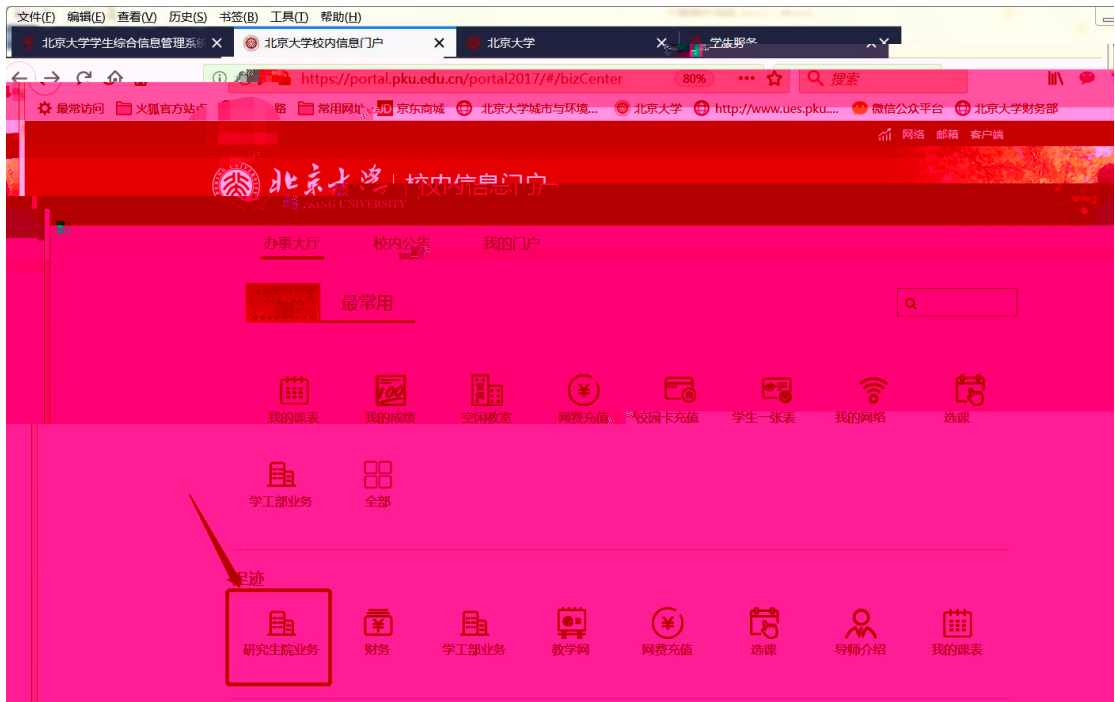 文件(F) 编辑(E) 查看(V) 历史(S) 书签(B) 工具(T) 帮助(H)
北京大学学生综合信息管理系统 北京大学校内信息门户 北京大学
https://portal.pku.edu.cn/portal2017/#/bizCenter 80% 搜索
最常访问 火狐官方站点 常用网址 JD 京东商城 北京大学城市与环境... 北京大学 http://www.ues.pku.... 微信公众平台 北京大学财务部
网络 邮箱 客户端
北京大学 校内信息门户
PEKING UNIVERSITY
办事大厅 校内公告 我的门户
最常用
我的课表 我的成绩 空闲教室 网费充值 校园卡充值 学生一张表 我的网络 选课
学工部业务 全部
足迹
研究生院业务 财务 学工部业务 教学网 网费充值 选课 导师介绍 我的课表